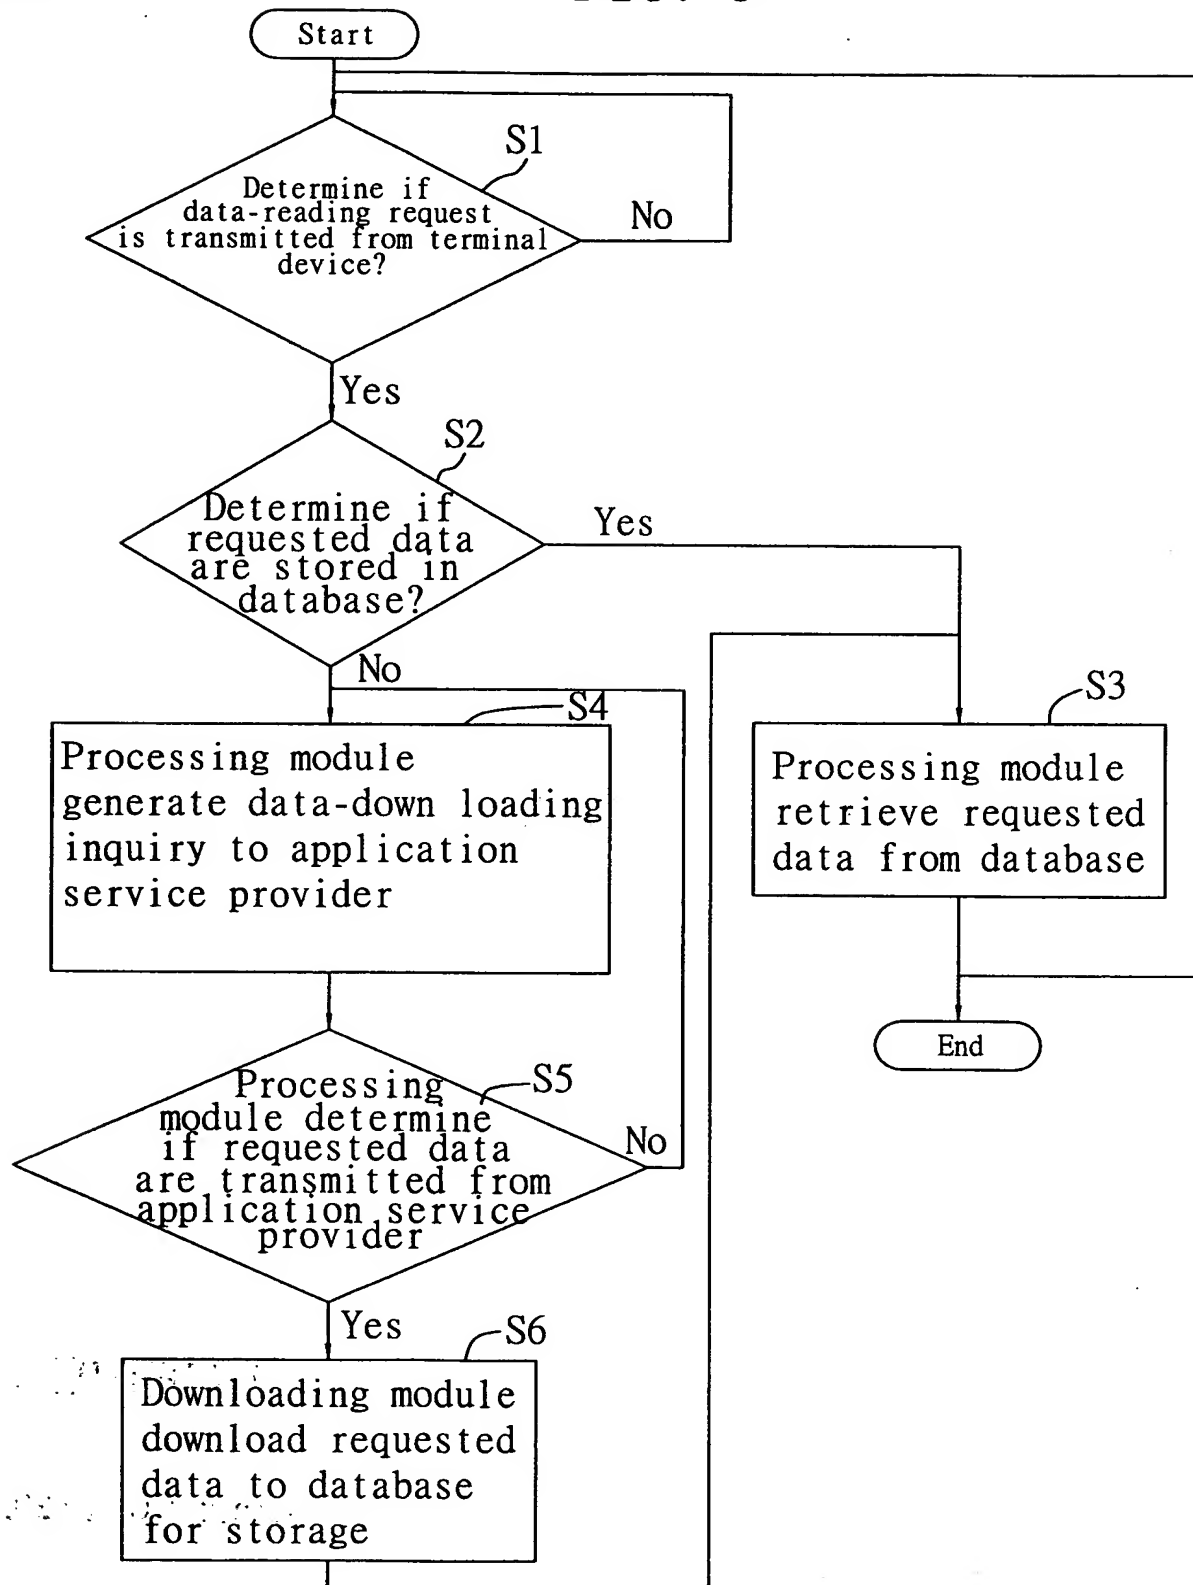 Start
S1
Determine if
data-reading request
is transmitted from terminal
device?
No
Yes
S2
Determine if
requested data
are stored in
database?
Yes
No
S4
Processing module
generate data-down loading
inquiry to application
service provider
S3
Processing module
retrieve requested
data from database
End
S5
Processing
module determine
if requested data
are transmitted from
application service
provider
No
Yes
S6
Downloading module
download requested
data to database
for storage